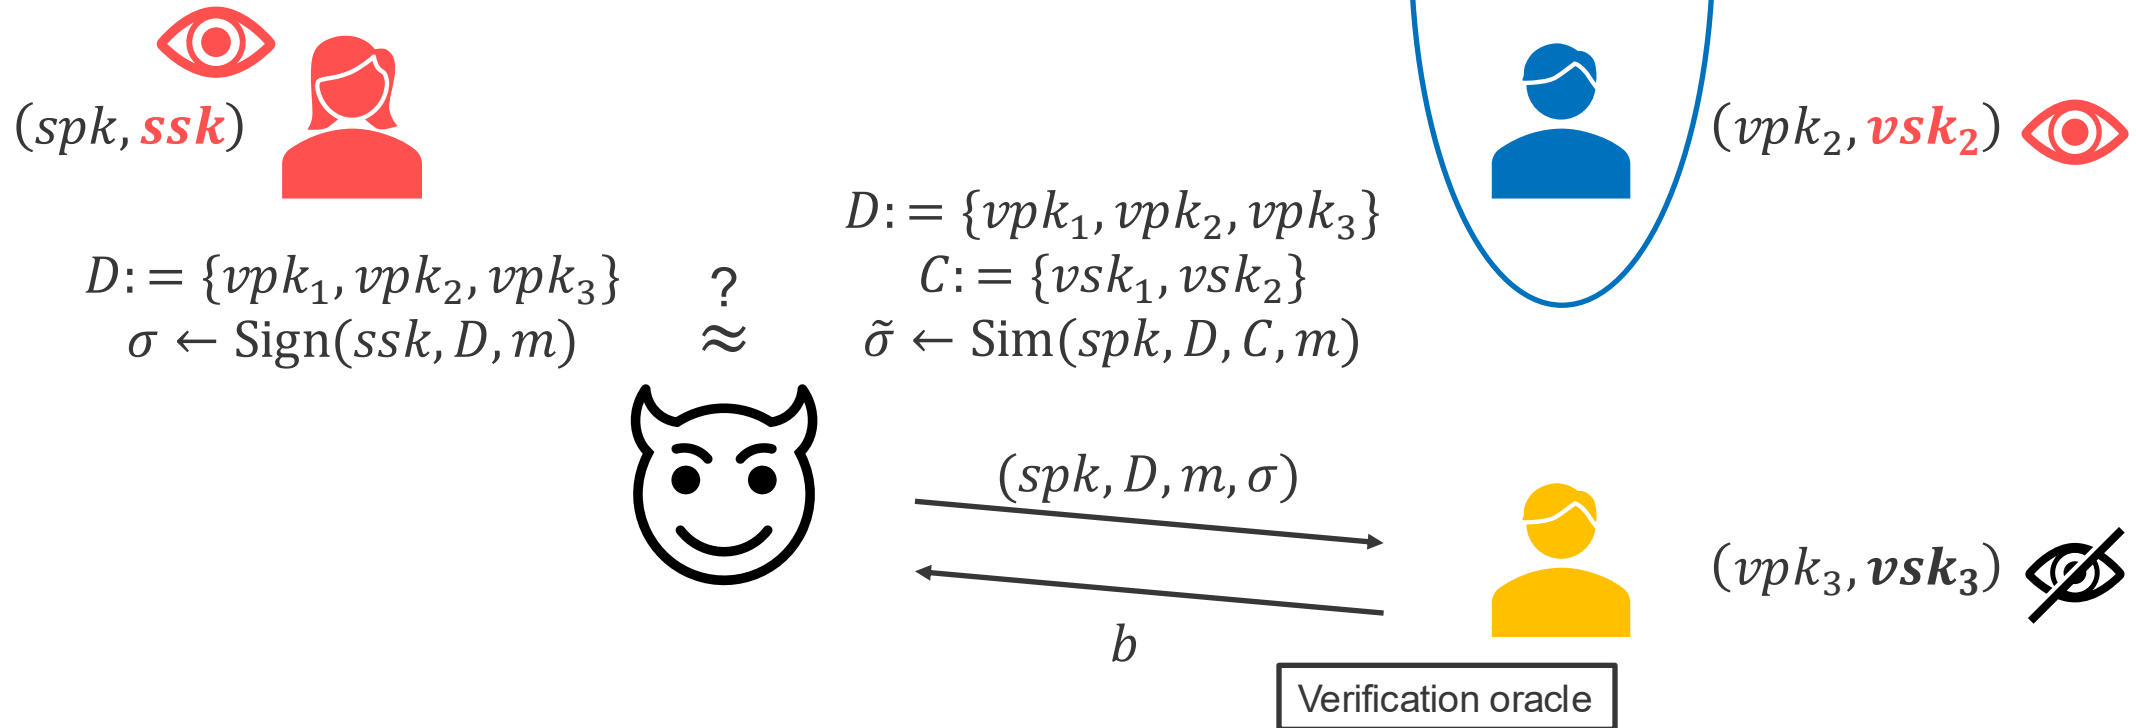 (spk, ssk)
(vpk₂, vsk₂)
D := {vpk₁, vpk₂, vpk₃}
σ ← Sign(ssk, D, m)
?
≈
D := {vpk₁, vpk₂, vpk₃}
C := {vsk₁, vsk₂}
σ̃ ← Sim(spk, D, C, m)
(spk, D, m, σ)
b
(vpk₃, vsk₃)
Verification oracle